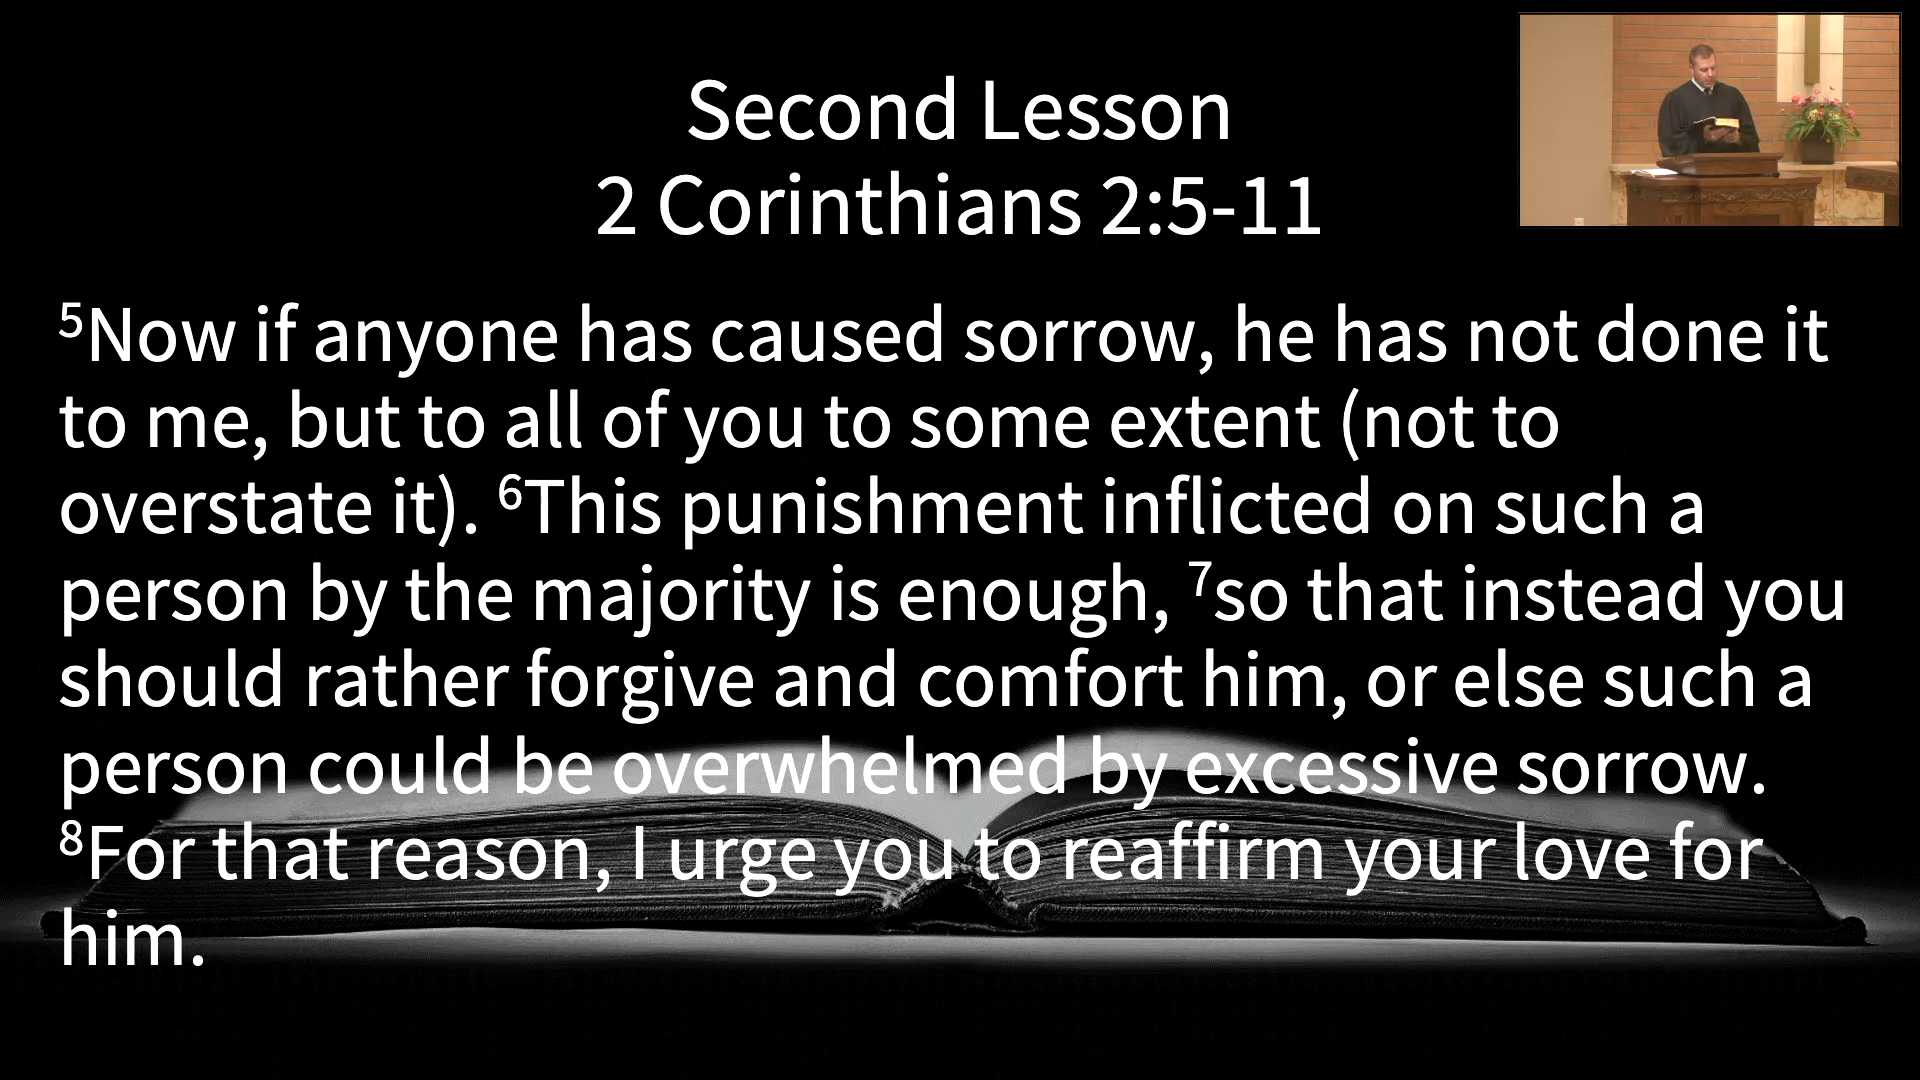 Second Lesson
2 Corinthians 2:5-11
⁵Now if anyone has caused sorrow, he has not done it
to me, but to all of you to some extent (not to
overstate it). ⁶This punishment inflicted on such a
person by the majority is enough, ⁷so that instead you
should rather forgive and comfort him, or else such a
person could be overwhelmed by excessive sorrow.
⁸For that reason, I urge you to reaffirm your love for
him.